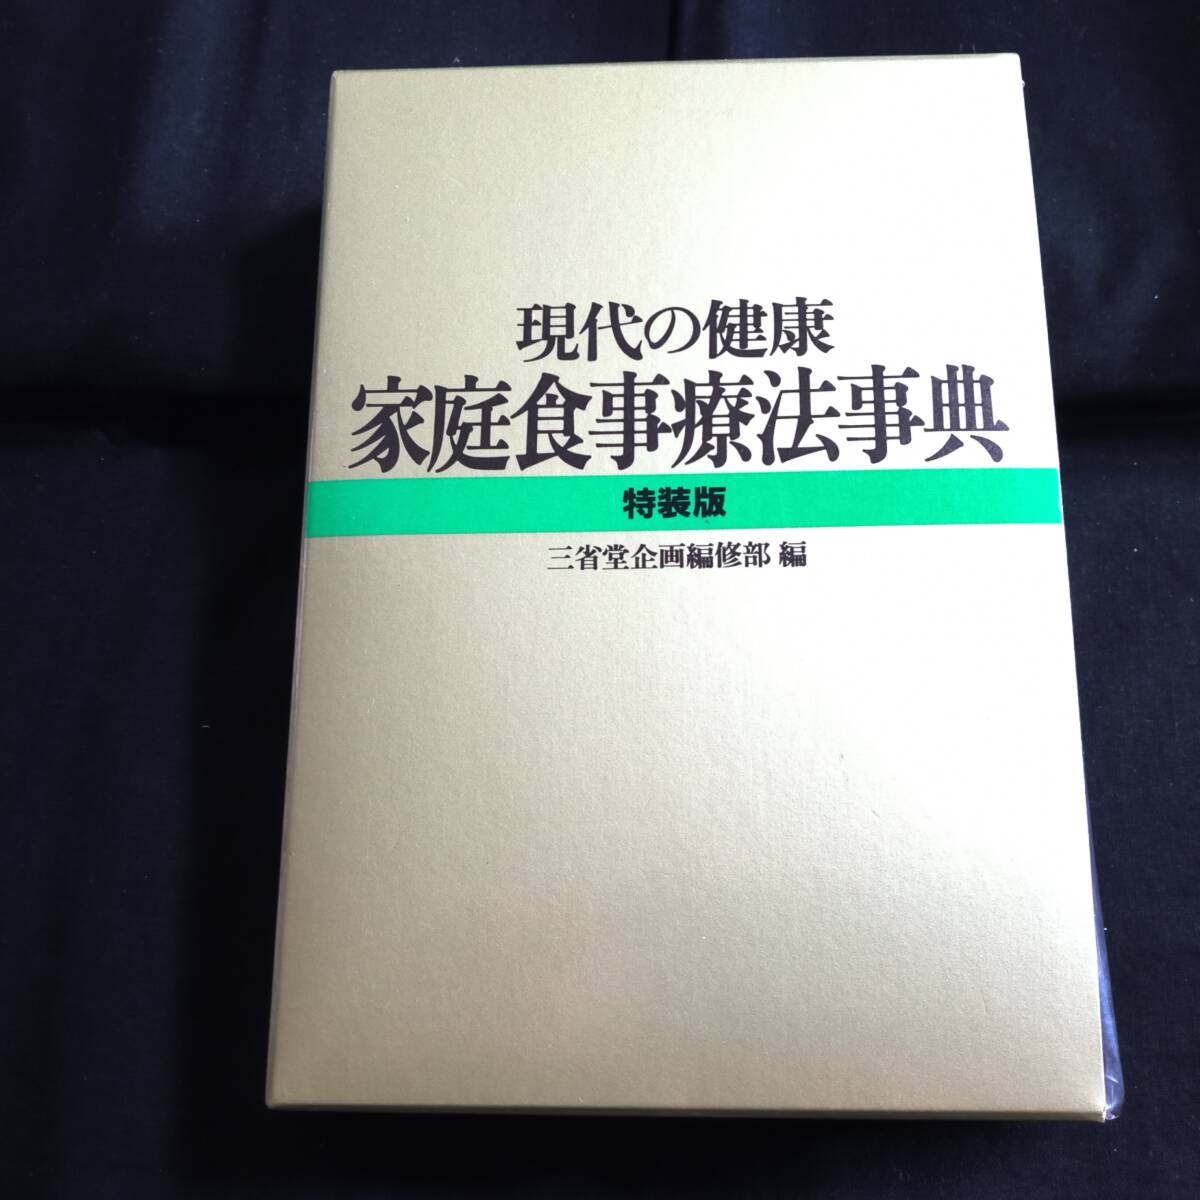 現代の健康
家庭食事療法事典
特装版
三省堂企画編修部 編